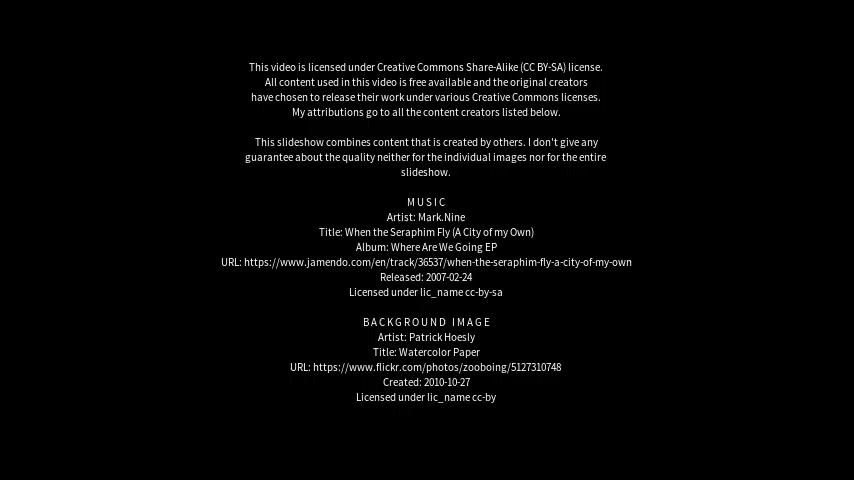 This video is licensed under Creative Commons Share-Alike (CC BY-SA) license.
All content used in this video is free available and the original creators
have chosen to release their work under various Creative Commons licenses.
My attributions go to all the content creators listed below.
This slideshow combines content that is created by others. I don't give any
guarantee about the quality neither for the individual images nor for the entire
slideshow.
MUSIC
Artist: Mark.Nine
Title: When the Seraphim Fly (A City of my Own)
Album: Where Are We Going EP
URL: https://www.jamendo.com/en/track/36537/when-the-seraphim-fly-a-city-of-my-own
Released: 2007-02-24
Licensed under lic_name cc-by-sa
BACKGROUND IMAGE
Artist: Patrick Hoesly
Title: Watercolor Paper
URL: https://www.flickr.com/photos/zooboing/5127310748
Created: 2010-10-27
Licensed under lic_name cc-by